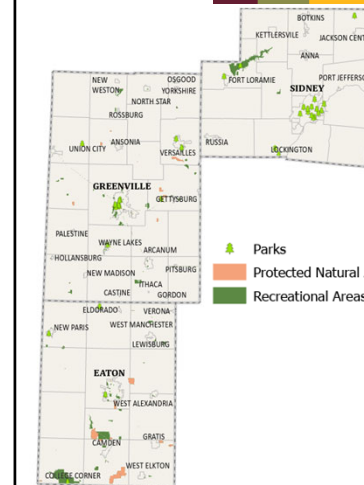 BOTKINS
KETTLERSVILLE
JACKSON CENT
ANNA
NEW WESTON
OSGOOD
YORKSHIRE
FORT LORAMIE
PORT JEFFERSO
SIDNEY
NORTH STAR
ROSSBURG
ANSONIA
UNION CITY
VERSAILLES
RUSSIA
LOCKINGTON
GREENVILLE
GETTYSBURG
PALESTINE
WAYNE LAKES
ARCANUM
HOLLANSBURG
NEW MADISON
PITSBURG
ITHACA
CASTINE
GORDON
ELDORADO
VERONA
NEW PARIS
WEST MANCHESTER
LEWISBURG
EATON
WEST ALEXANDRIA
CAMDEN
GRATIS
WEST ELKTON
COLLEGE CORNER
Parks
Protected Natural
Recreational Areas